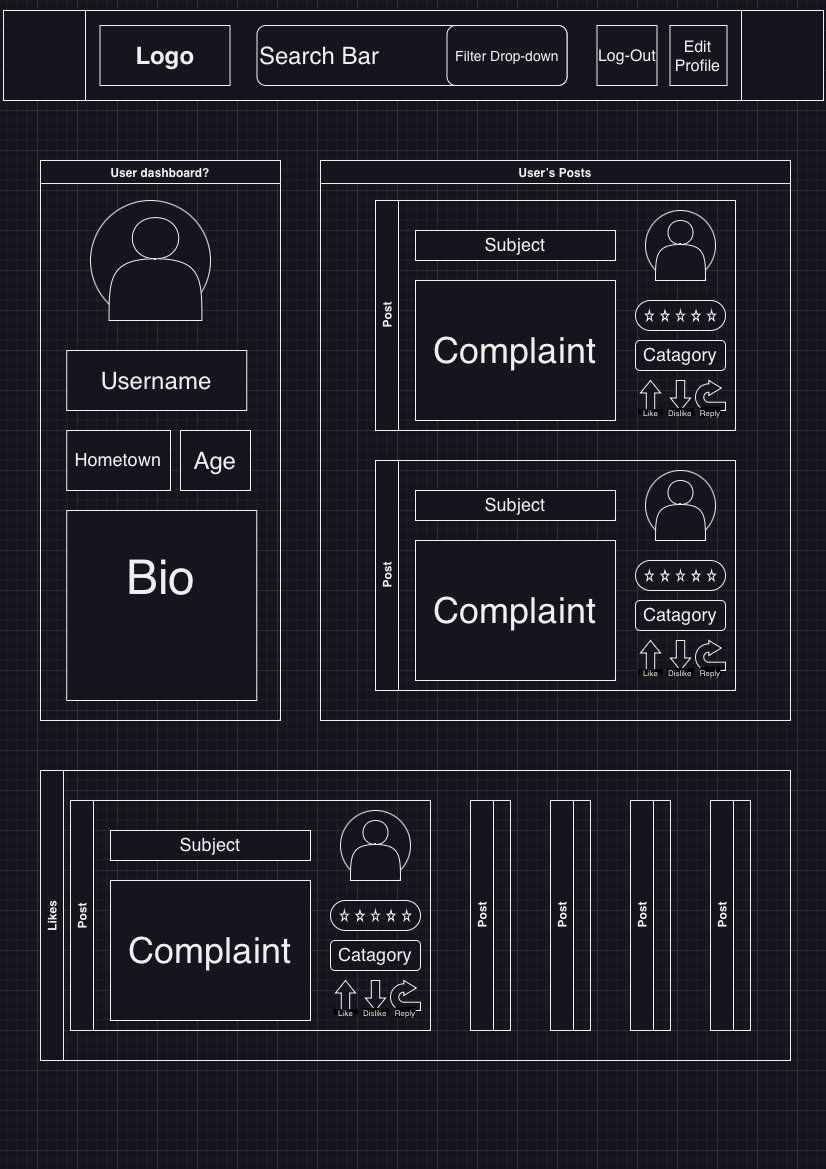 Logo
Search Bar
Filter Drop-down
Log-Out
Edit
Profile
User dashboard?
Username
Hometown
Age
Bio
User's Posts
Post
Subject
Complaint
Catagory
Like
Dislike
Reply
Post
Subject
Complaint
Catagory
Like
Dislike
Reply
Likes
Post
Subject
Complaint
Catagory
Like
Dislike
Reply
Post
Post
Post
Post